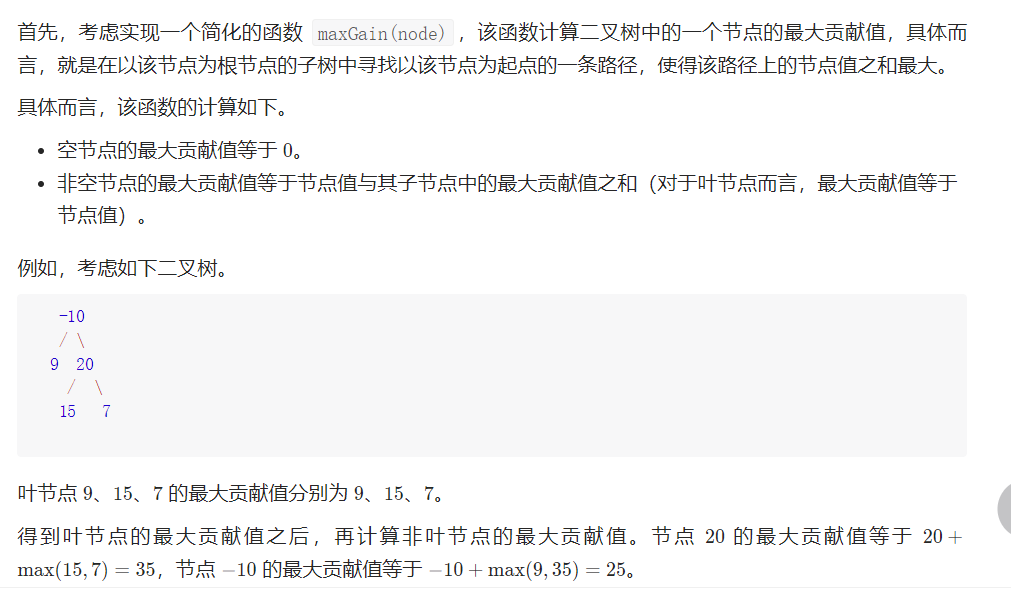 首先，考虑实现一个简化的函数 maxGain(node) ，该函数计算二叉树中的一个节点的最大贡献值，具体而
言，就是在以该节点为根节点的子树中寻找以该节点为起点的一条路径，使得该路径上的节点值之和最大。
具体而言，该函数的计算如下。
• 空节点的最大贡献值等于 0。
• 非空节点的最大贡献值等于节点值与其子节点中的最大贡献值之和（对于叶节点而言，最大贡献值等于
节点值）。
例如，考虑如下二叉树。
-10
/ \
9 20
/ \
15 7
叶节点 9、15、7 的最大贡献值分别为 9、15、7。
得到叶节点的最大贡献值之后，再计算非叶节点的最大贡献值。节点 20 的最大贡献值等于 20 +
max(15, 7) = 35，节点 −10 的最大贡献值等于 −10 + max(9, 35) = 25。